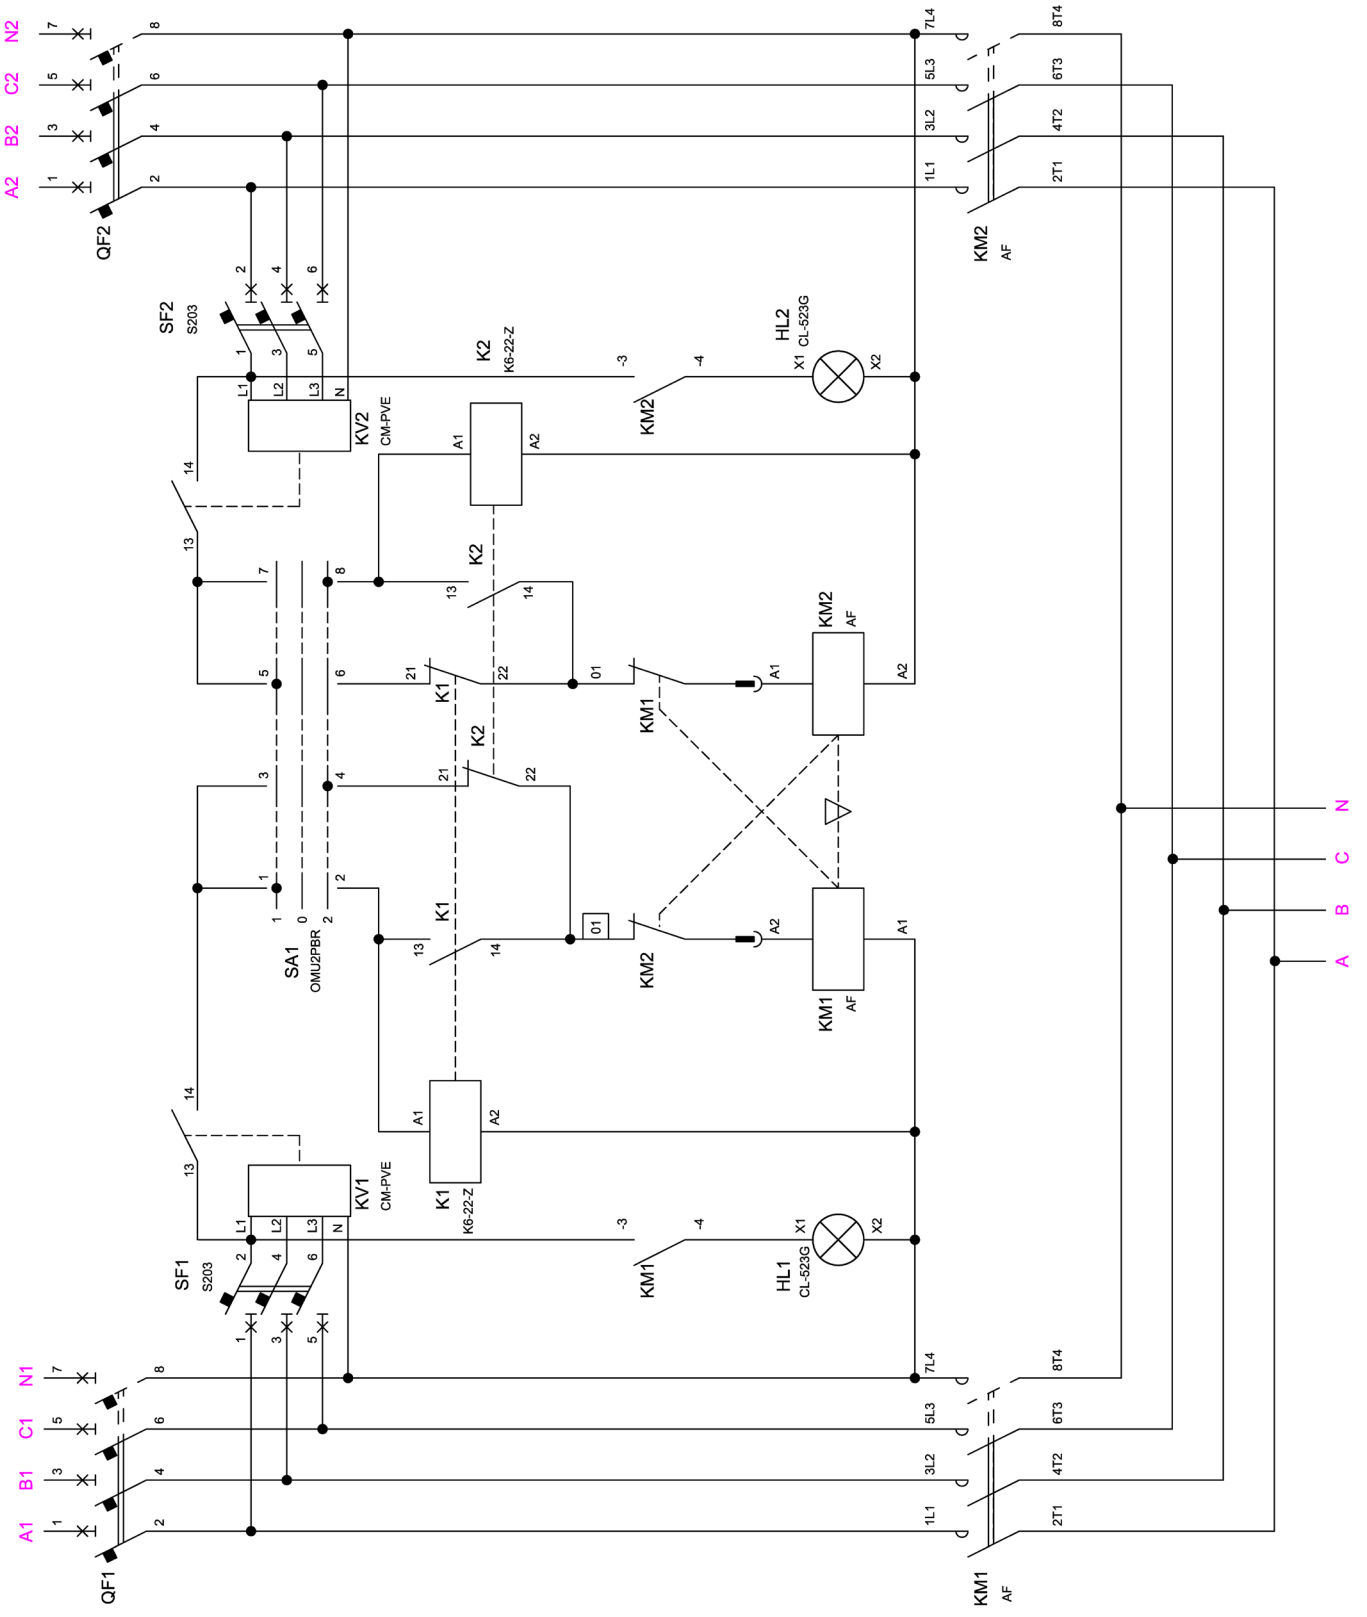 A1
B1
C1
N1
A2
B2
C2
N2
1
3
5
7
1
3
5
7
QF1
QF2
2
4
6
8
2
4
6
8
SF1
S203
1
3
5
2
4
6
L1
L2
L3
N
KV1
CM-PVE
13
14
SF2
S203
2
4
6
1
3
5
L1
L2
L3
N
KV2
CM-PVE
13
14
SA1
OMU2PBR
1
0
2
1
3
5
7
2
4
6
8
K1
K6-22-Z
A1
A2
K1
13
14
K2
21
22
K1
21
22
K2
13
14
K2
K6-22-Z
A1
A2
KM1
-3
-4
HL1
CL-523G
X1
X2
01
KM2
A2
A1
KM1
AF
01
KM1
A1
A2
KM2
AF
KM2
-3
-4
HL2
CL-523G
X1
X2
1L1
3L2
5L3
7L4
1L1
3L2
5L3
7L4
KM1
AF
KM2
AF
2T1
4T2
6T3
8T4
2T1
4T2
6T3
8T4
A
B
C
N